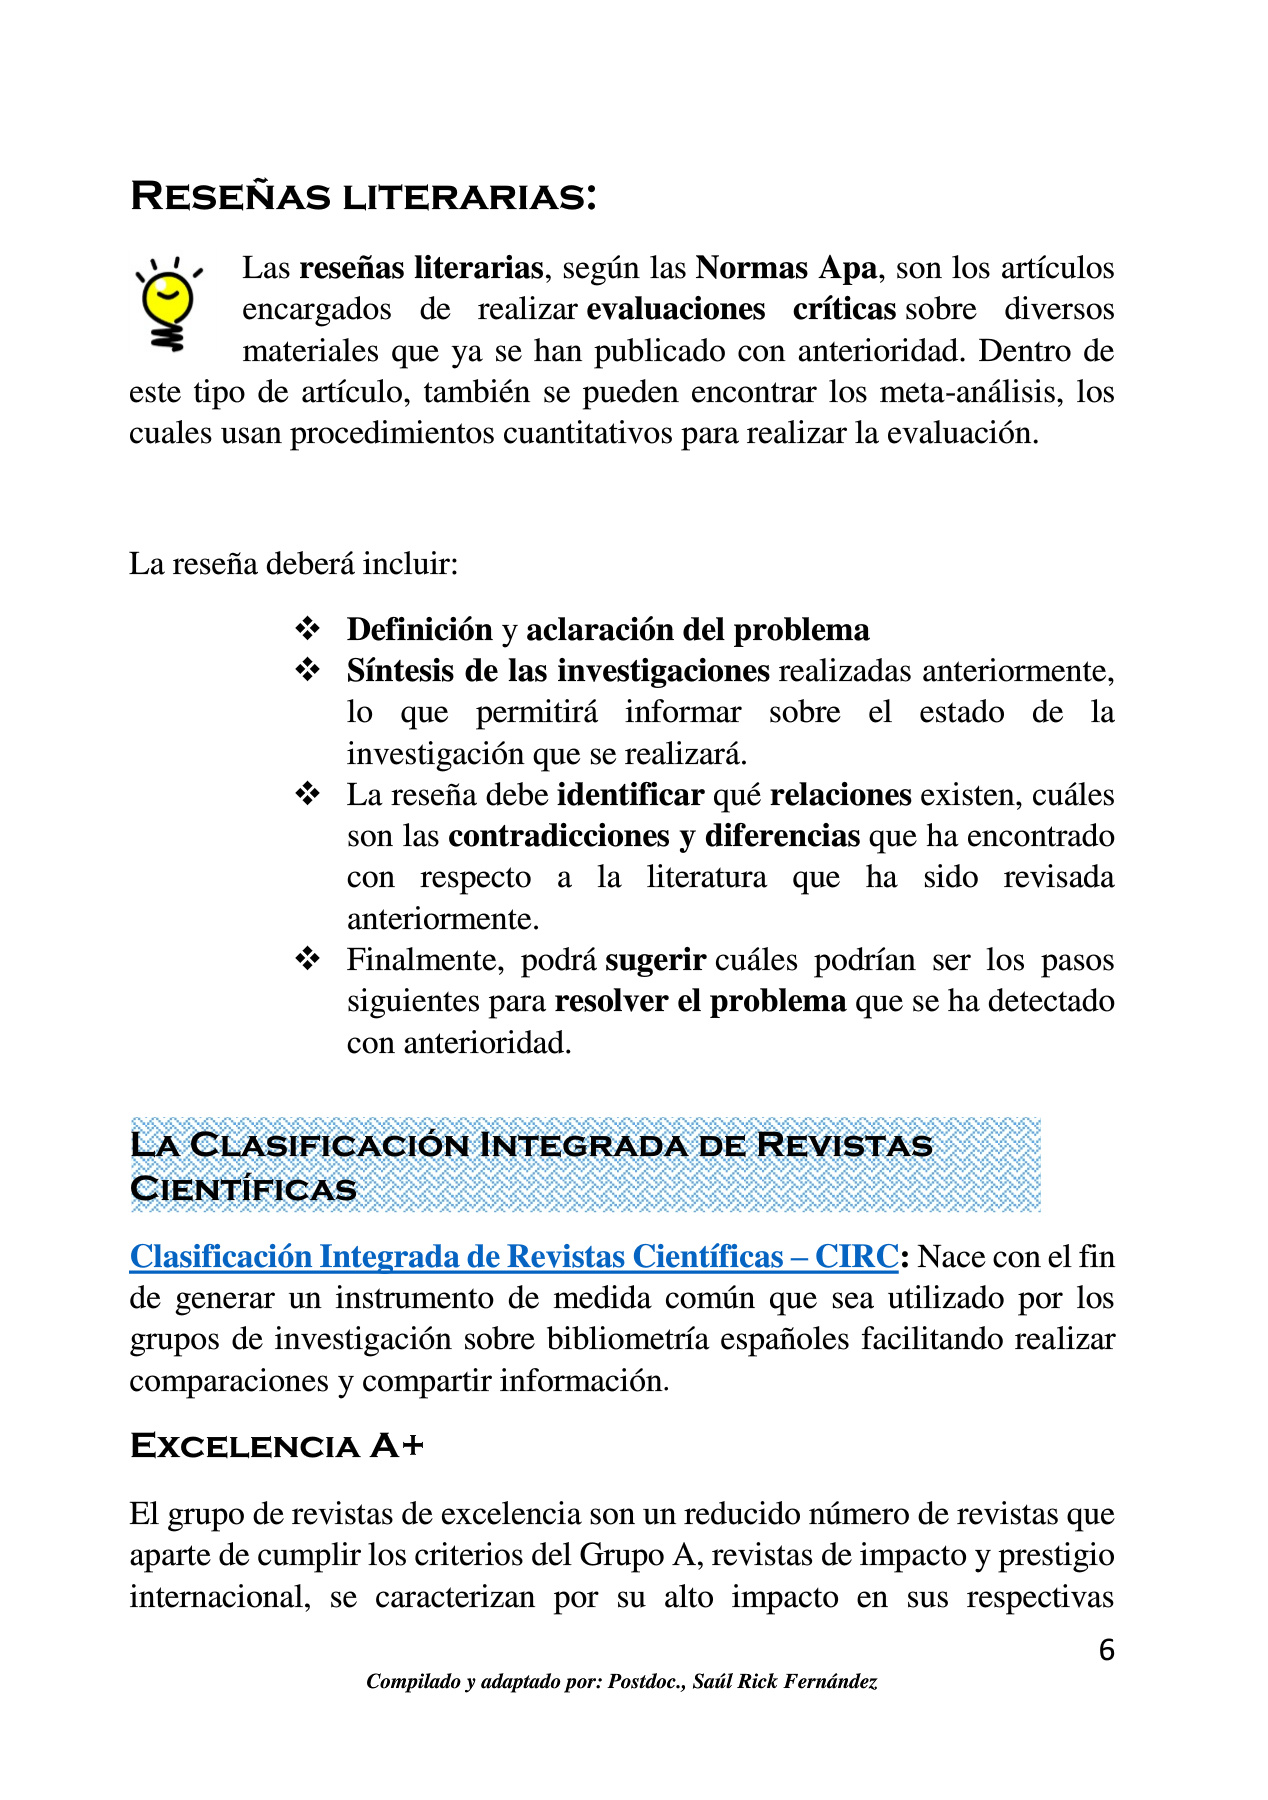 Reseñas literarias:
Las reseñas literarias, según las Normas Apa, son los artículos
encargados de realizar evaluaciones críticas sobre diversos
materiales que ya se han publicado con anterioridad. Dentro de
este tipo de artículo, también se pueden encontrar los meta-análisis, los
cuales usan procedimientos cuantitativos para realizar la evaluación.
La reseña deberá incluir:
❖ Definición y aclaración del problema
❖ Síntesis de las investigaciones realizadas anteriormente,
lo que permitirá informar sobre el estado de la
investigación que se realizará.
❖ La reseña debe identificar qué relaciones existen, cuáles
son las contradicciones y diferencias que ha encontrado
con respecto a la literatura que ha sido revisada
anteriormente.
❖ Finalmente, podrá sugerir cuáles podrían ser los pasos
siguientes para resolver el problema que se ha detectado
con anterioridad.
La Clasificación Integrada de Revistas
Científicas
Clasificación Integrada de Revistas Científicas – CIRC: Nace con el fin
de generar un instrumento de medida común que sea utilizado por los
grupos de investigación sobre bibliometría españoles facilitando realizar
comparaciones y compartir información.
Excelencia A+
El grupo de revistas de excelencia son un reducido número de revistas que
aparte de cumplir los criterios del Grupo A, revistas de impacto y prestigio
internacional, se caracterizan por su alto impacto en sus respectivas
6
Compilado y adaptado por: Postdoc., Saúl Rick Fernández